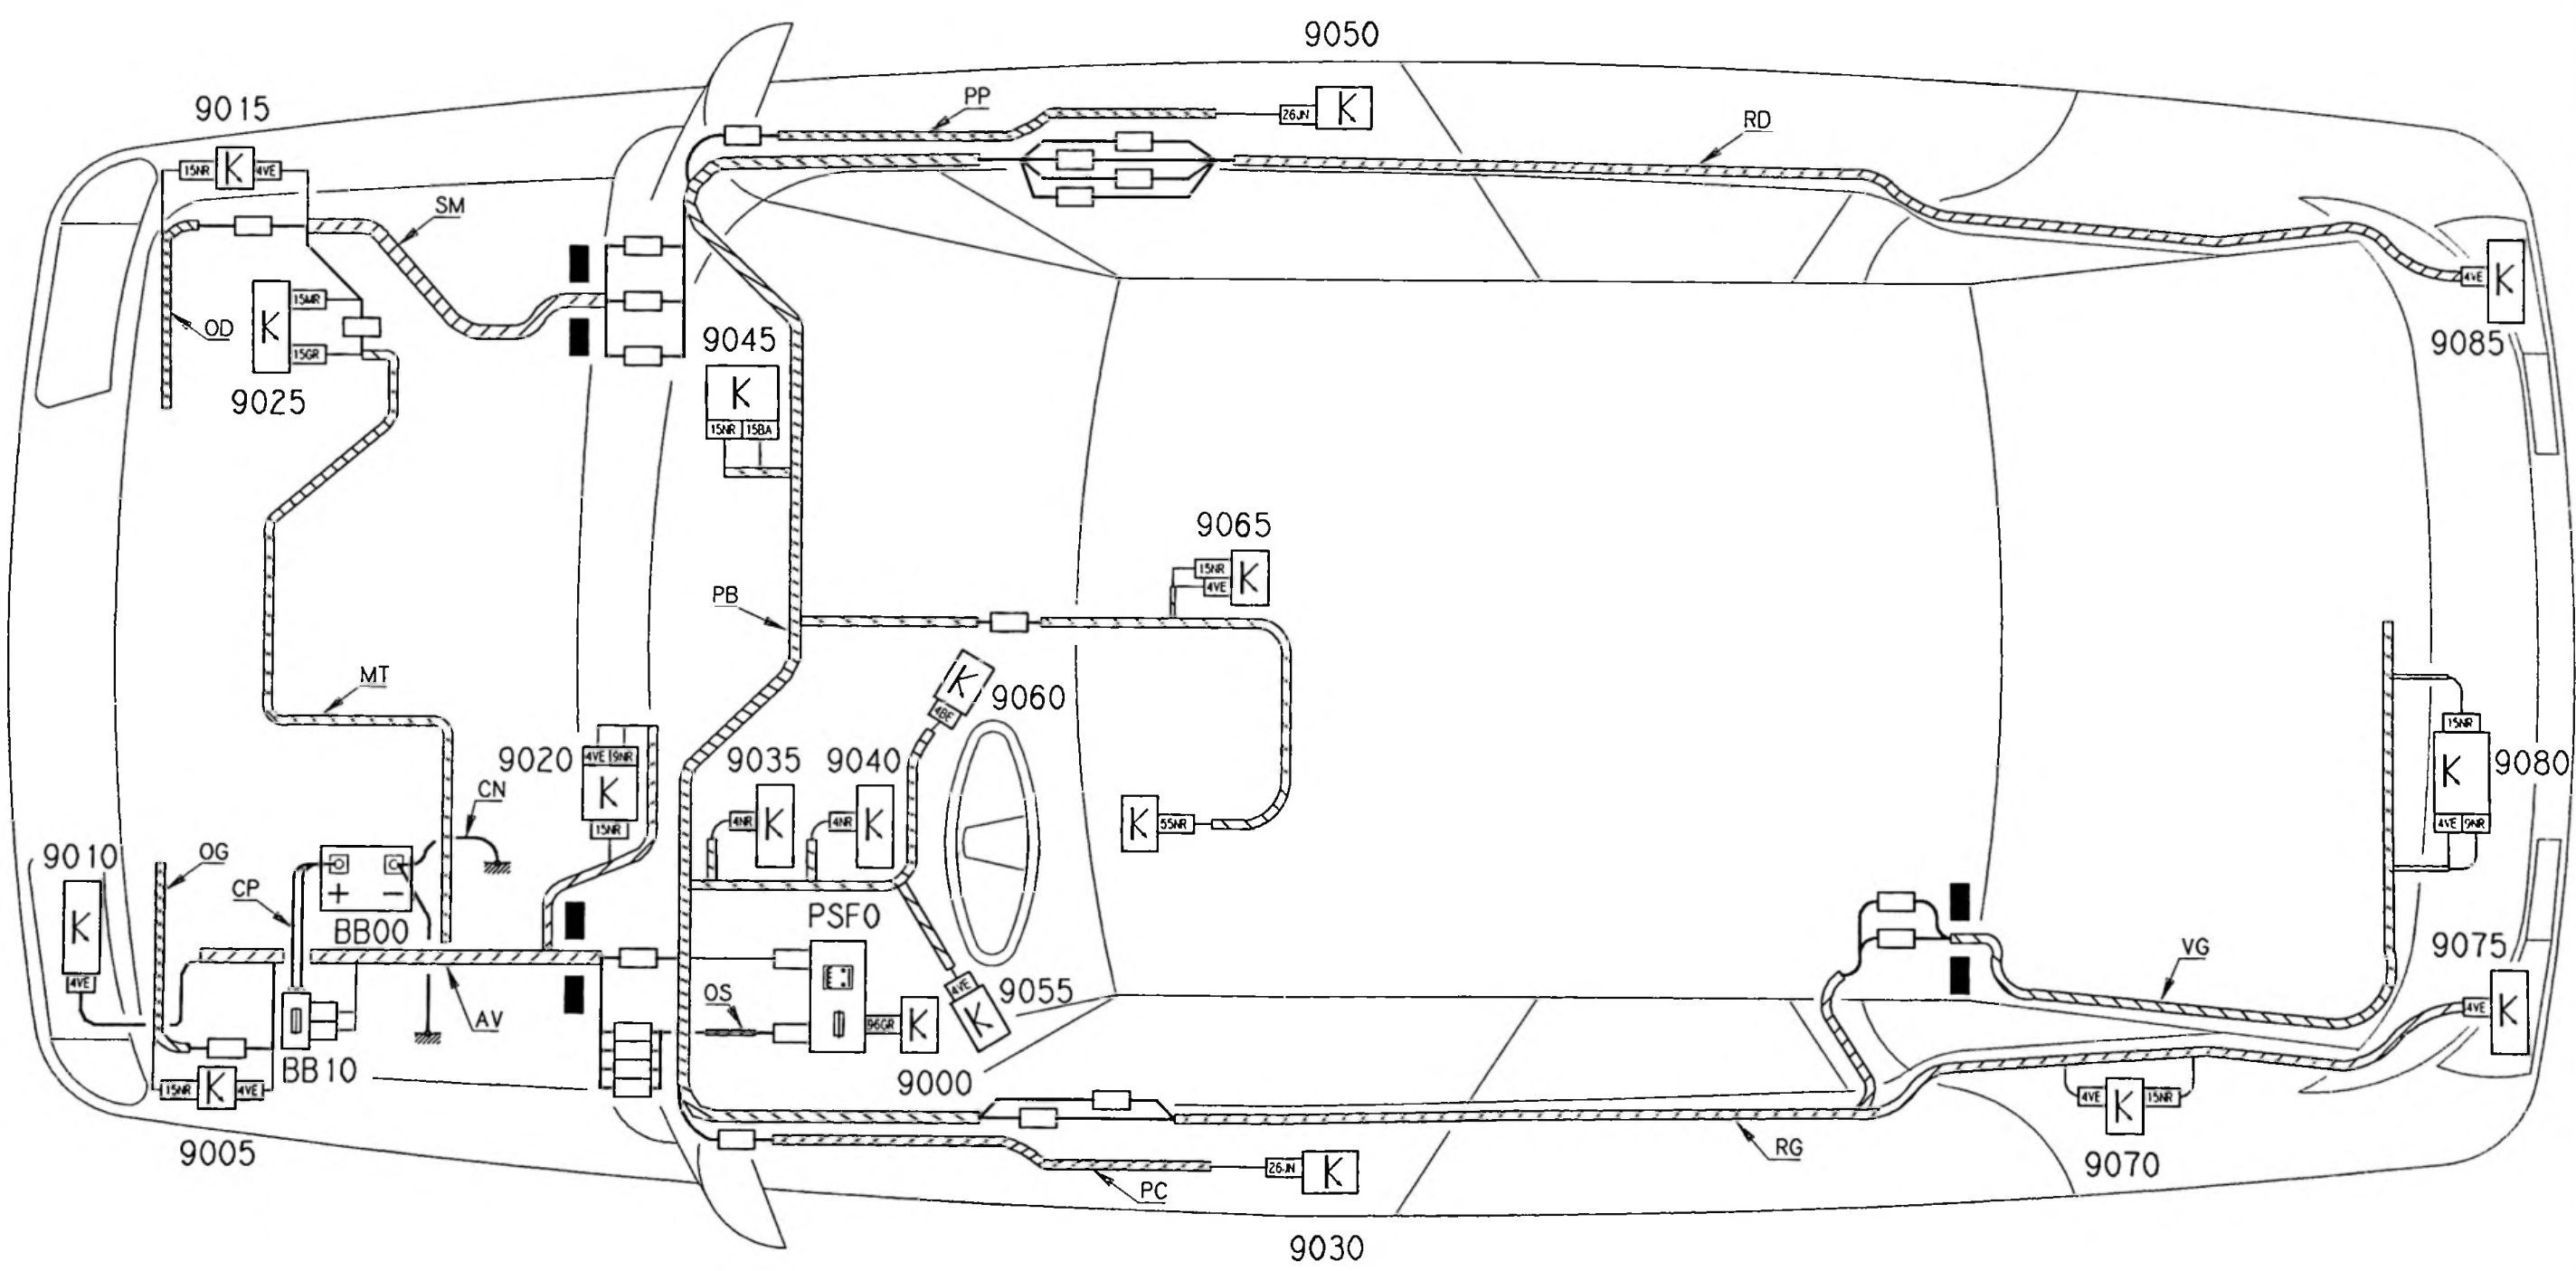 9050
PP
26JN K
RD
9015
15NR K 4VE
SM
OD
15MR
K
15GR
9025
9045
K
15NR 15BA
4VE K
9085
9065
15NR
4VE K
PB
MT
K
4BE
9060
9020
4VE 9NR
K
15NR
9035
4NR K
9040
4NR K
K 55NR
15NR
K
4VE 9NR
9080
CN
9010
K
4VE
OG
CP
+ −
BB00
PSF0
OS
96GR K
9000
4VE
K
9055
AV
BB10
15NR K 4VE
9005
VG
9075
4VE K
4VE K 15NR
9070
RG
26JN K
PC
9030